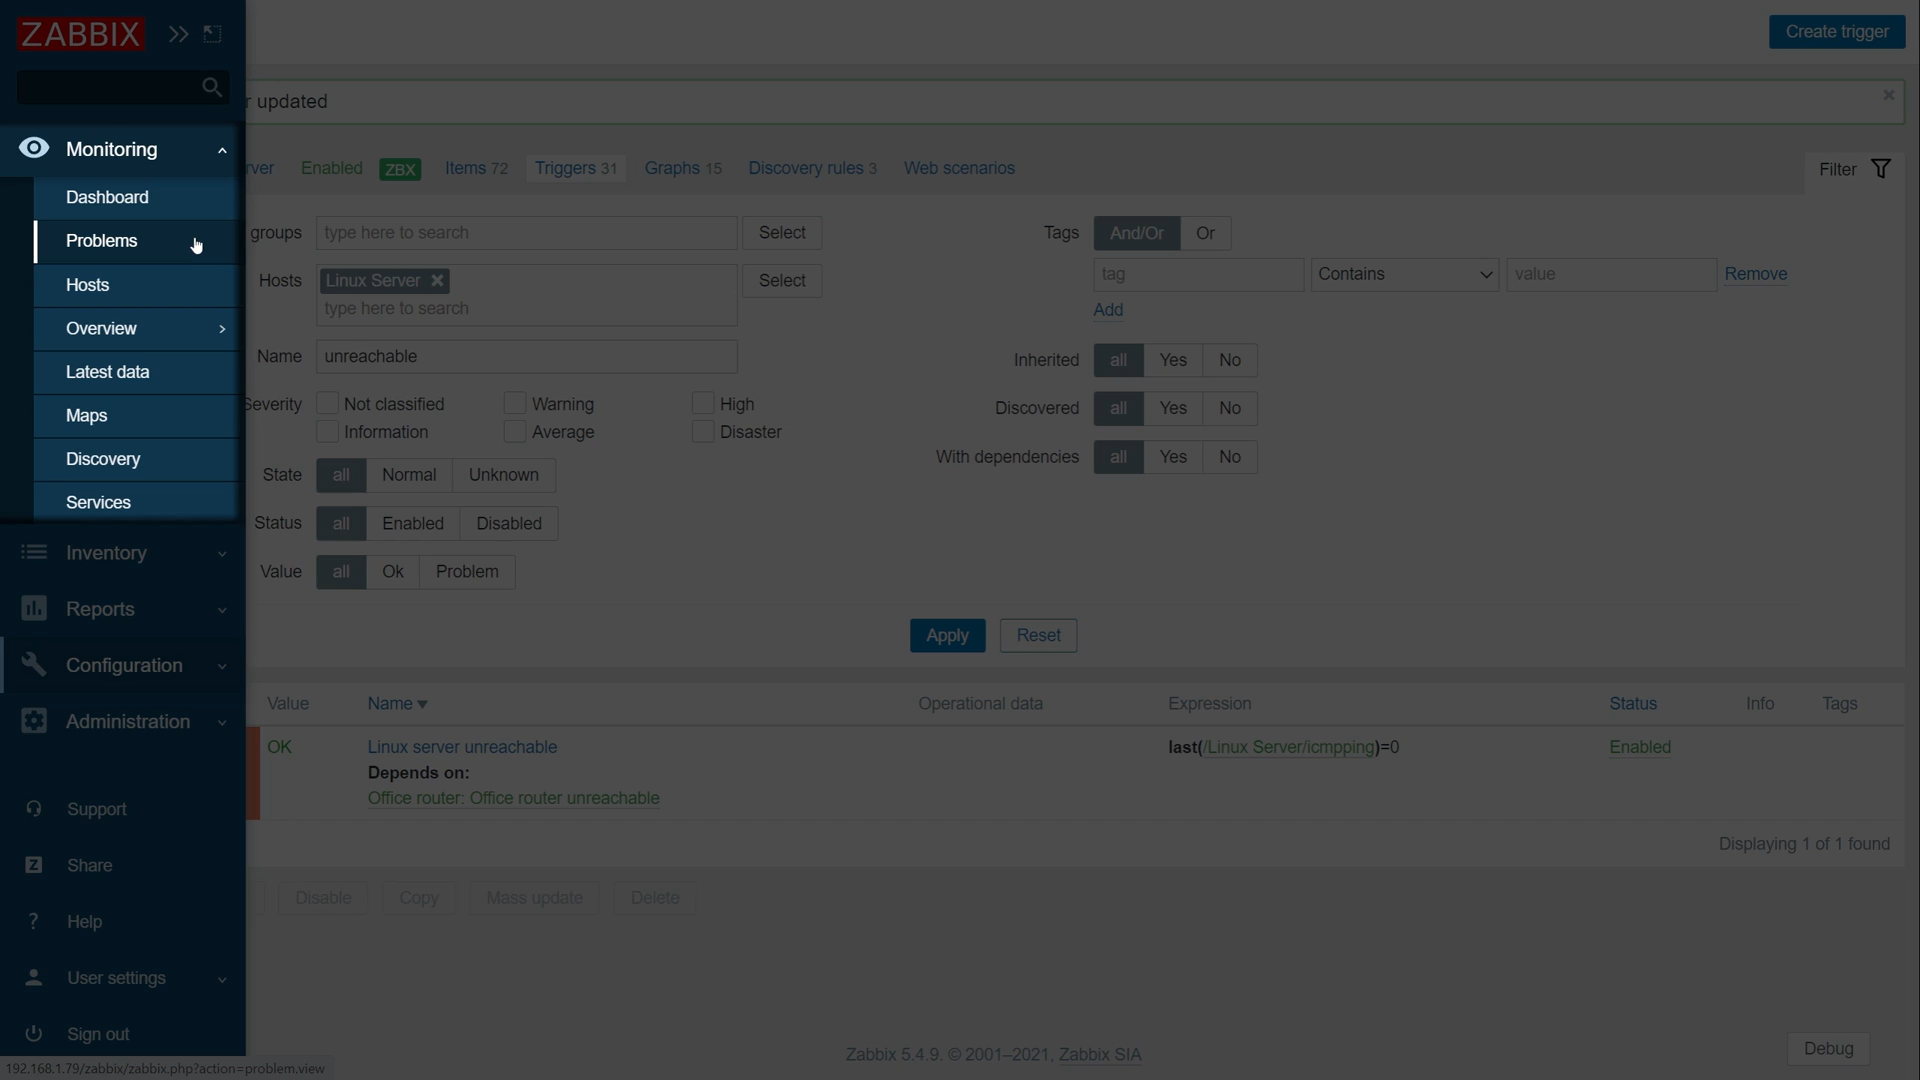 ZABBIX
Monitoring
Dashboard
Problems
Hosts
Overview
Latest data
Maps
Discovery
Services
Inventory
Reports
Configuration
Administration
Support
Share
Help
User settings
Sign out
192.168.1.79/zabbix/zabbix.php?action=problem.view
Create trigger
updated
Enabled ZBX Items 72 Triggers 31 Graphs 15 Discovery rules 3 Web scenarios
Filter
groups type here to search Select
Hosts Linux Server Select
type here to search
Name unreachable
Severity Not classified Warning High
Information Average Disaster
State all Normal Unknown
Status all Enabled Disabled
Value all Ok Problem
Tags And/Or Or
tag Contains value Remove
Add
Inherited all Yes No
Discovered all Yes No
With dependencies all Yes No
Apply Reset
Value Name Operational data Expression Status Info Tags
OK Linux server unreachable last(/Linux Server/icmpping)=0 Enabled
Depends on:
Office router: Office router unreachable
Displaying 1 of 1 found
Disable Copy Mass update Delete
Zabbix 5.4.9. © 2001–2021, Zabbix SIA
Debug